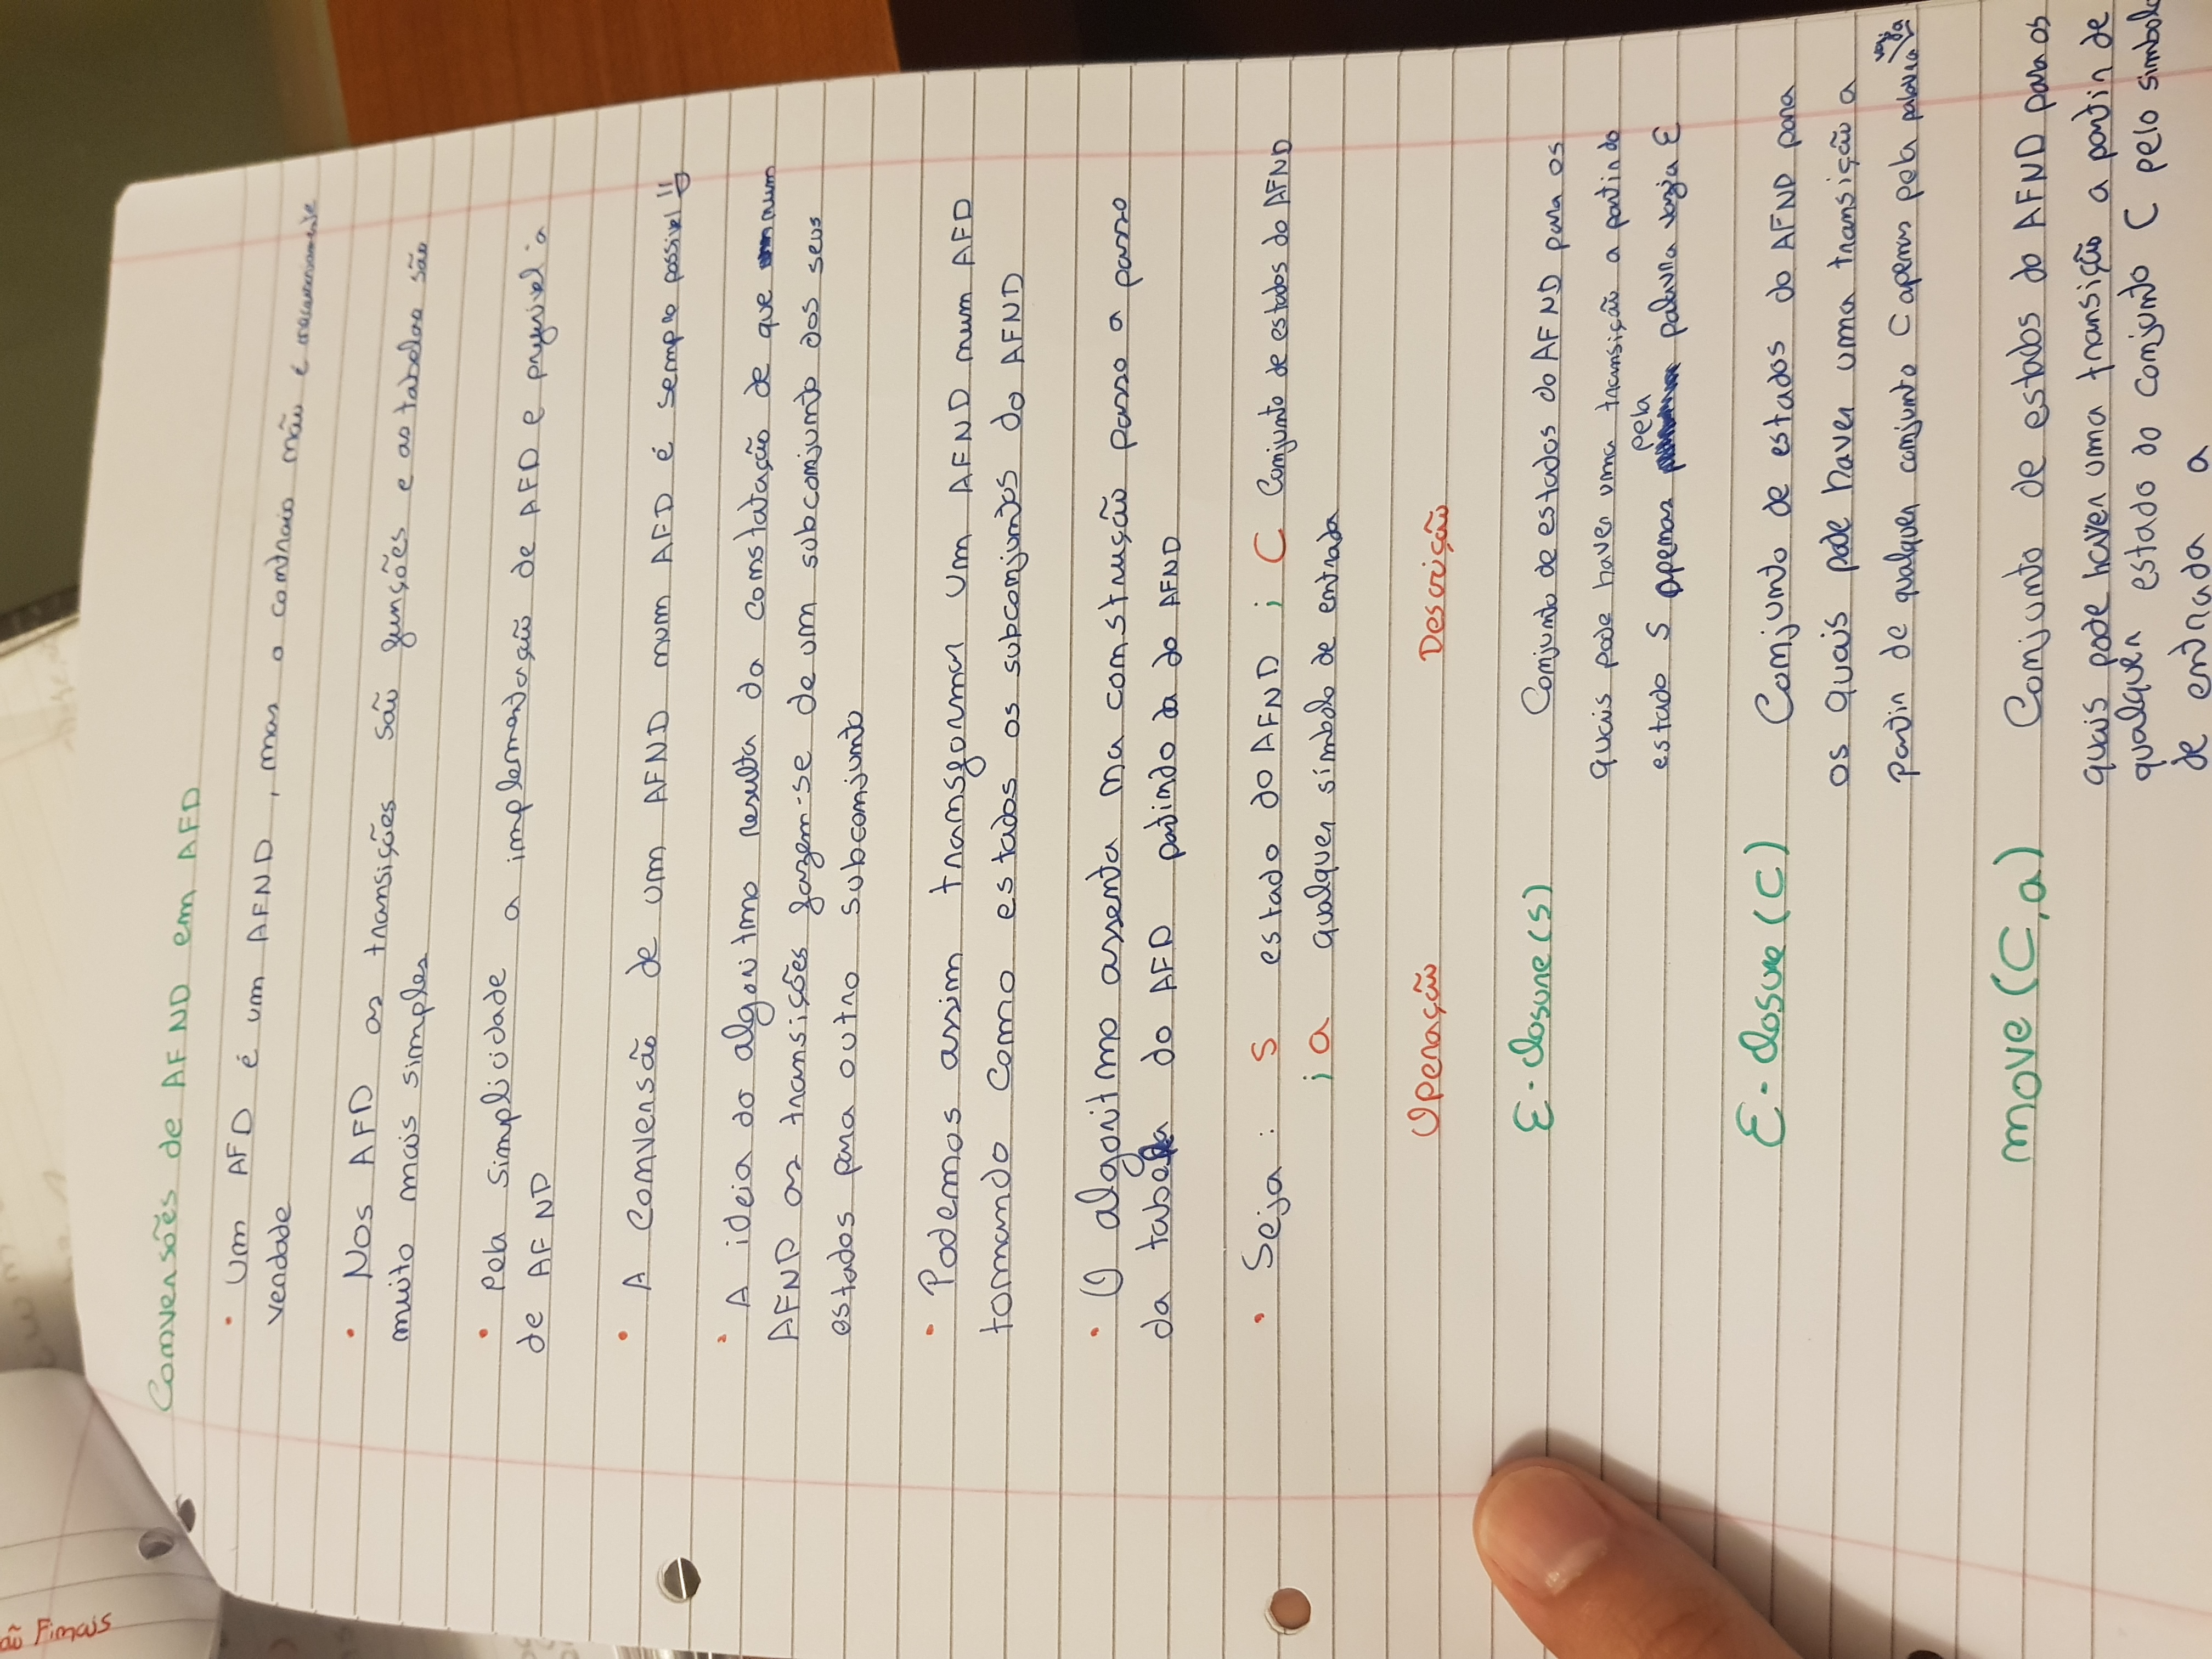 ão Finais
Conversões de AFND em AFD
• Um AFD é um AFND, mas o contraio não é necessariamente
verdade
• Nos AFD as transições são funções e as tabelas são
muito mais simples
• Pela simplicidade a implementação de AFD e preferivel à
de AFND
• A conversão de um AFND num AFD é sempre possivel !!
• A ideia do algoritmo resulta da constatação de que num
AFND as transições fazem-se de um subconjunto dos seus
estados para outro subconjunto
• Podemos assim transformar um AFND num AFD
tomando como estados os subconjuntos do AFND
• O algoritmo assenta na construção passo a passo
da tabela do AFD partindo da do AFND
• Seja : S estado do AFND ; C Conjunto de estados do AFND
; a qualquer símbolo de entrada
Operação Descrição
ε-closure(s) Conjunto de estados do AFND para os
quais pode haver uma transição a partir do
estado S apenas pela palavra vazia ε
ε-closure(C) Conjunto de estados do AFND para
os quais pode haver uma transição a
partir de qualquer conjunto C apenas pela palavra vazia
move(C,a) Conjunto de estados do AFND para os
quais pode haver uma transição a partir de
qualquer estado do conjunto C pelo simbolo
de entrada a